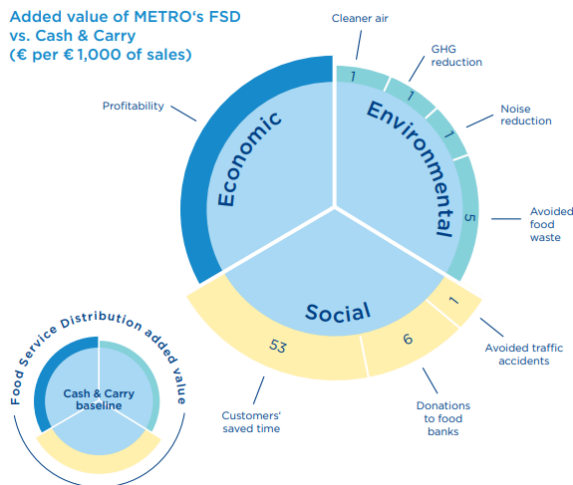 Added value of METRO‘s FSD
vs. Cash & Carry
(€ per € 1,000 of sales)
Cleaner air
GHG
reduction
Noise
reduction
Avoided
food
waste
Avoided traffic
accidents
Donations
to food
banks
Customers'
saved time
Profitability
Economic
Environmental
Social
1
1
1
5
1
6
53
Food Service Distribution added value
Cash & Carry
baseline